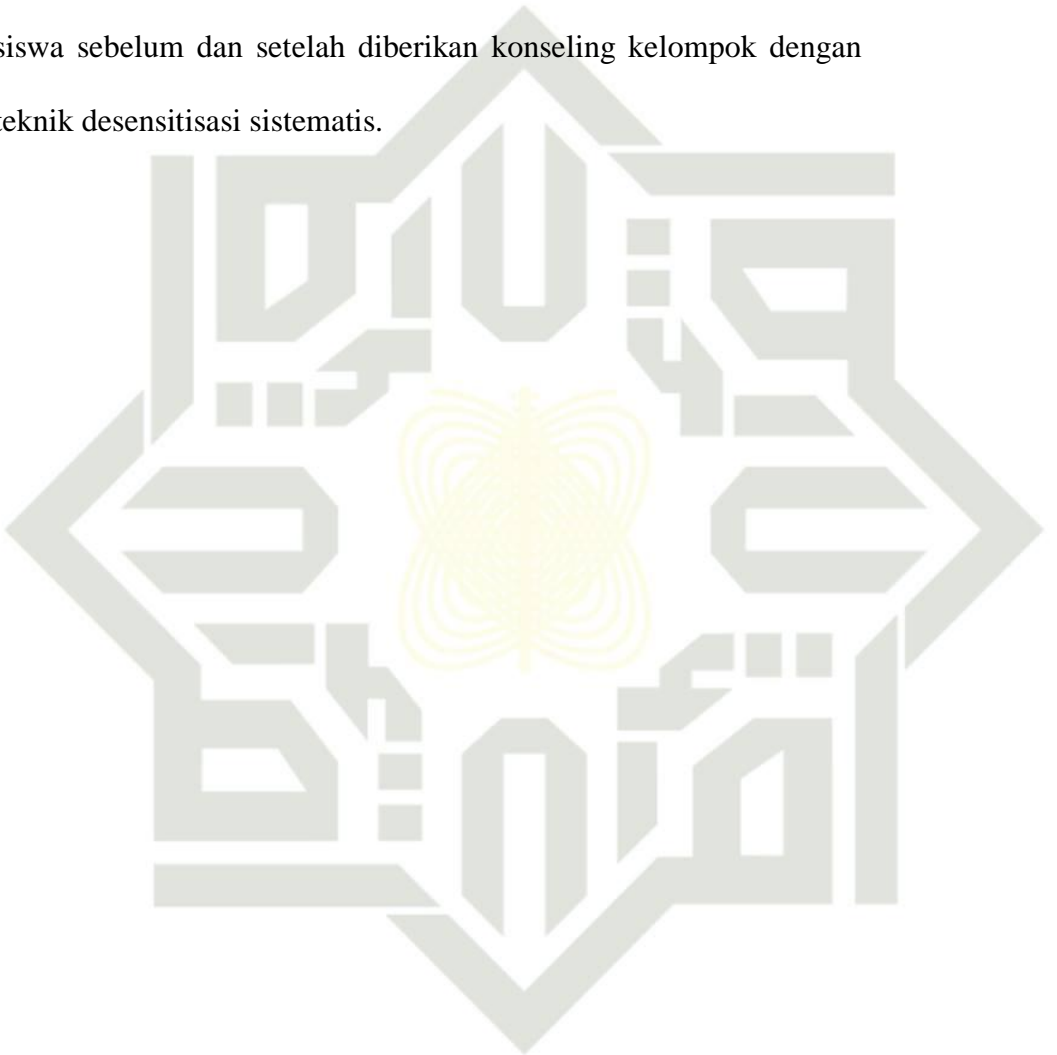 siswa sebelum dan setelah diberikan konseling kelompok dengan
teknik desensitisasi sistematis.